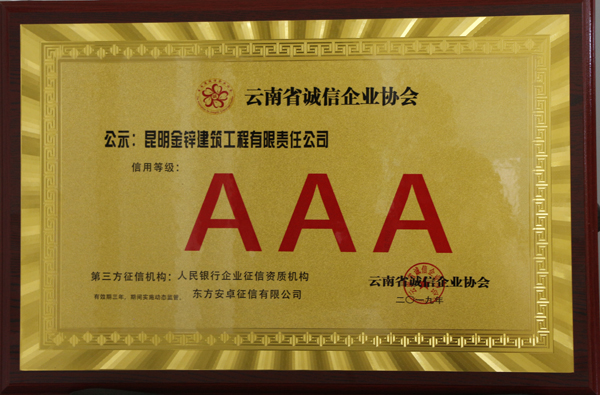 云南省诚信企业协会
公示：昆明金锌建筑工程有限责任公司
信用等级：
AAA
第三方征信机构：人民银行企业征信资质机构
有效期三年，期间实施动态监管。 东方安卓征信有限公司
云南省诚信企业协会
二〇一九年